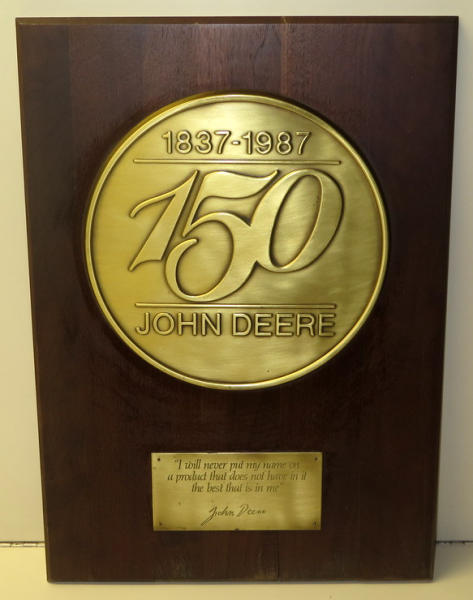 1837-1987
150
JOHN DEERE
"I will never put my name on
a product that does not have in it
the best that is in me"
John Deere